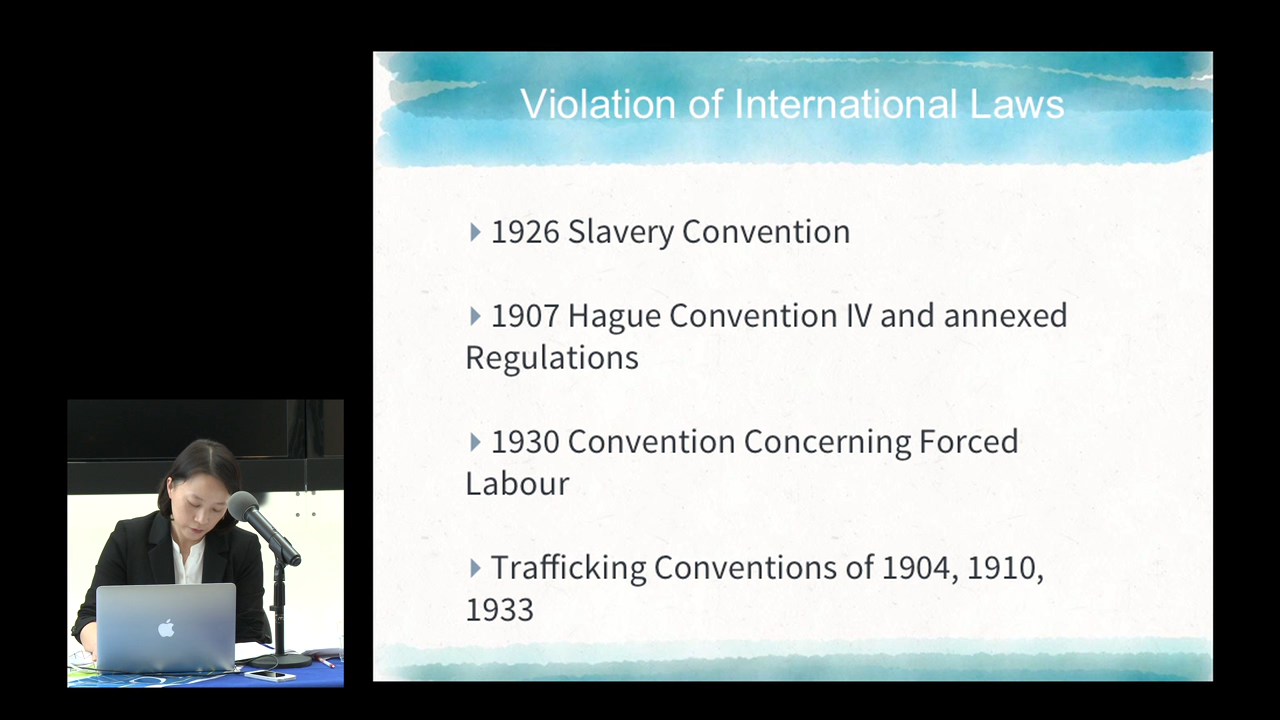 Violation of International Laws
1926 Slavery Convention
1907 Hague Convention IV and annexed
Regulations
1930 Convention Concerning Forced
Labour
Trafficking Conventions of 1904, 1910,
1933